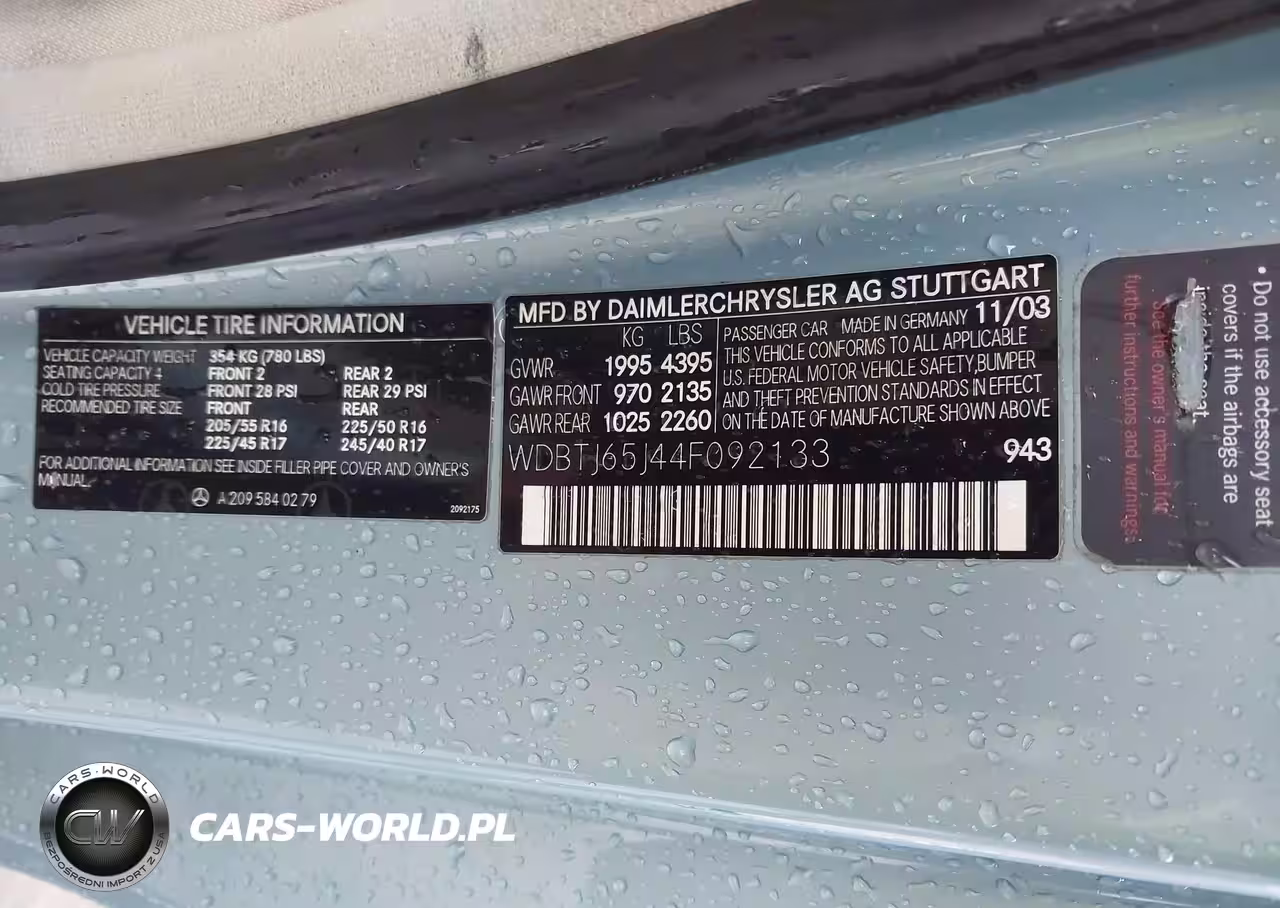 VEHICLE TIRE INFORMATION
VEHICLE CAPACITY WEIGHT 354 KG (780 LBS)
SEATING CAPACITY 4 FRONT 2 REAR 2
COLD TIRE PRESSURE FRONT 28 PSI REAR 29 PSI
RECOMMENDED TIRE SIZE FRONT REAR
205/55 R16 225/50 R16
225/45 R17 245/40 R17
FOR ADDITIONAL INFORMATION SEE INSIDE FILLER PIPE COVER AND OWNER'S
MANUAL.
A 209 584 02 79
2092175
MFD BY DAIMLERCHRYSLER AG STUTTGART
KG LBS
GVWR 1995 4395
GAWR FRONT 970 2135
GAWR REAR 1025 2260
PASSENGER CAR MADE IN GERMANY 11/03
THIS VEHICLE CONFORMS TO ALL APPLICABLE
U.S. FEDERAL MOTOR VEHICLE SAFETY,BUMPER
AND THEFT PREVENTION STANDARDS IN EFFECT
ON THE DATE OF MANUFACTURE SHOWN ABOVE
WDBTJ65J44F092133 943
• Do not use accessory seat
covers if the airbags are
seat
See the owner's manual for
further instructions and warnings.
CARS-WORLD
CW
BEZPOŚREDNI IMPORT Z USA
CARS-WORLD.PL